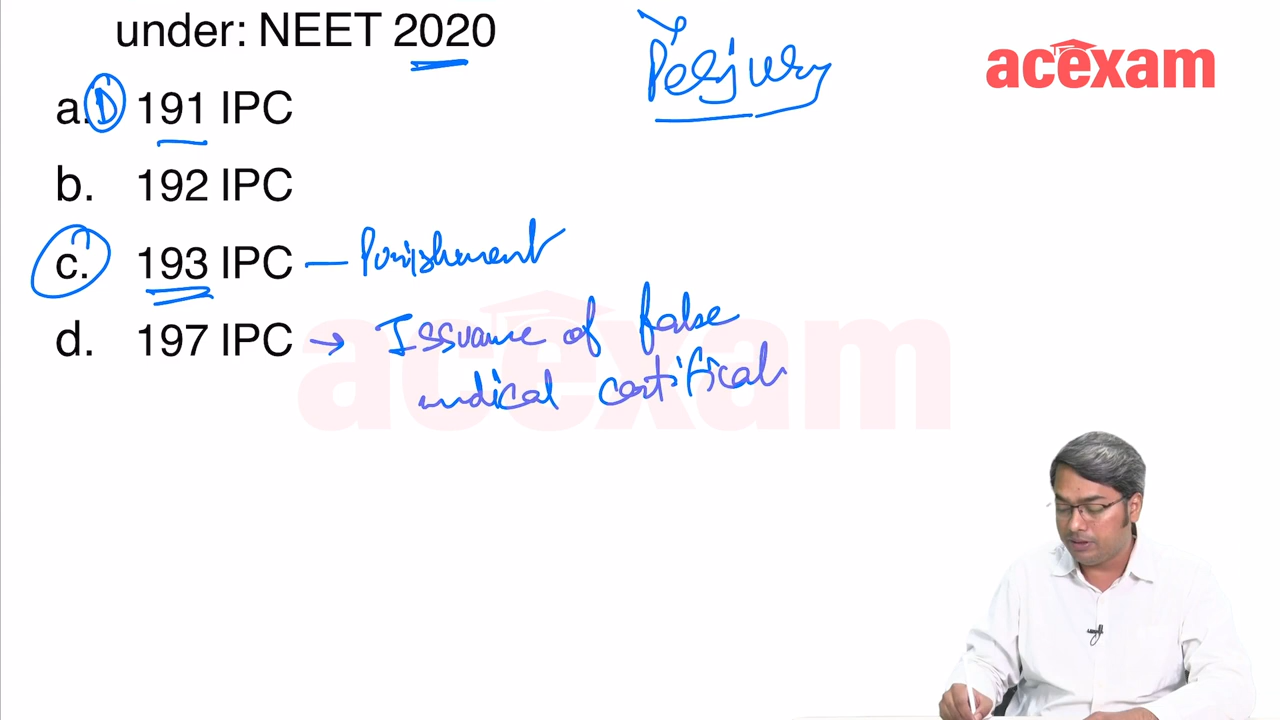 under: NEET 2020
Perjury
acexam
a. D 191 IPC
b. 192 IPC
c. 193 IPC — Punishment
d. 197 IPC → Issuance of false
medical certificate
acexam